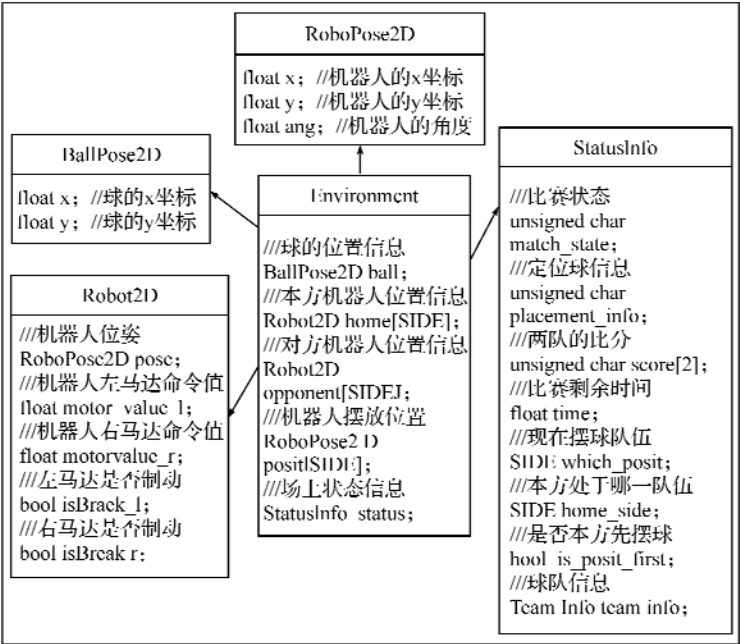 RoboPose2D
float x；//机器人的x坐标
float y；//机器人的y坐标
float ang；//机器人的角度
BallPose2D
float x；//球的x坐标
float y；//球的y坐标
Robot2D
///机器人位姿
RoboPose2D pose；
///机器人左马达命令值
float motor_value_l；
///机器人右马达命令值
float motorvalue_r；
///左马达是否制动
bool isBrack_l；
///右马达是否制动
bool isBreak r；
Environment
///球的位置信息
BallPose2D ball；
///本方机器人位置信息
Robot2D home[SIDE]；
///对方机器人位置信息
Robot2D
opponent[SIDEJ；
///机器人摆放位置
RoboPose2 D
positl SIDE]；
///场上状态信息
StatusInfo status；
StatusInfo
///比赛状态
unsigned char
match_state；
///定位球信息
unsigned char
placement_info；
///两队的比分
unsigned char score[2]；
///比赛剩余时间
float time；
///现在摆球队伍
SIDE which_posit；
///本方处于哪一队伍
SIDE home_side；
///是否本方先摆球
hool is_posit_first；
///球队信息
Team Info team info；